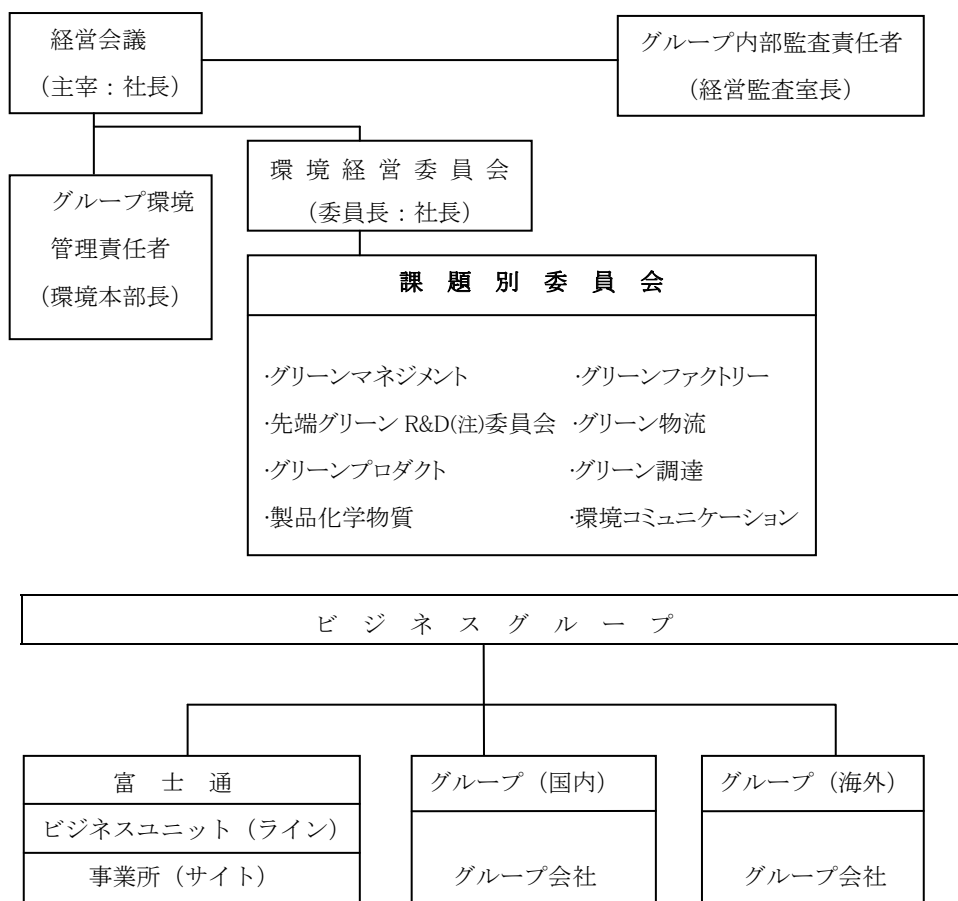 経営会議
(主宰：社長)
グループ内部監査責任者
(経営監査室長)
環 境 経 営 委 員 会
(委員長：社長)
グループ環境
管理責任者
(環境本部長)
課 題 別 委 員 会
・グリーンマネジメント ・グリーンファクトリー
・先端グリーン R&D(注)委員会 ・グリーン物流
・グリーンプロダクト ・グリーン調達
・製品化学物質 ・環境コミュニケーション
ビ ジ ネ ス グ ル ー プ
富 士 通
ビジネスユニット (ライン)
事業所 (サイト)
グループ (国内)
グループ会社
グループ (海外)
グループ会社